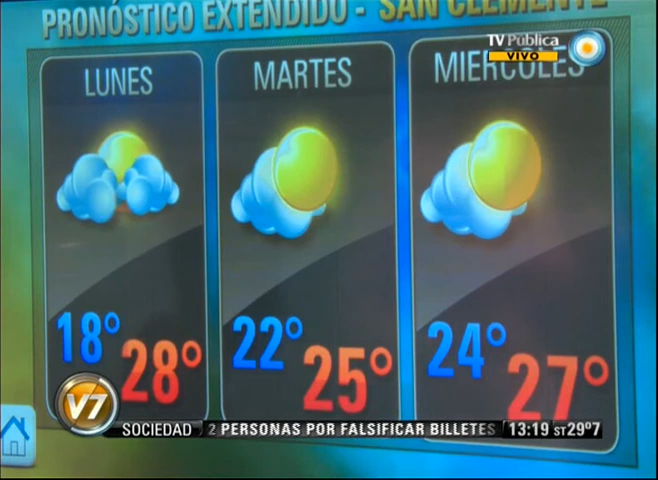 PRONÓSTICO EXTENDIDO - SAN CLEMENTE
TV Pública
VIVO
LUNES
MARTES
MIÉRCOLES
18° 28°
22° 25°
24° 27°
V7
SOCIEDAD 2 PERSONAS POR FALSIFICAR BILLETES 13:19 ST29°7